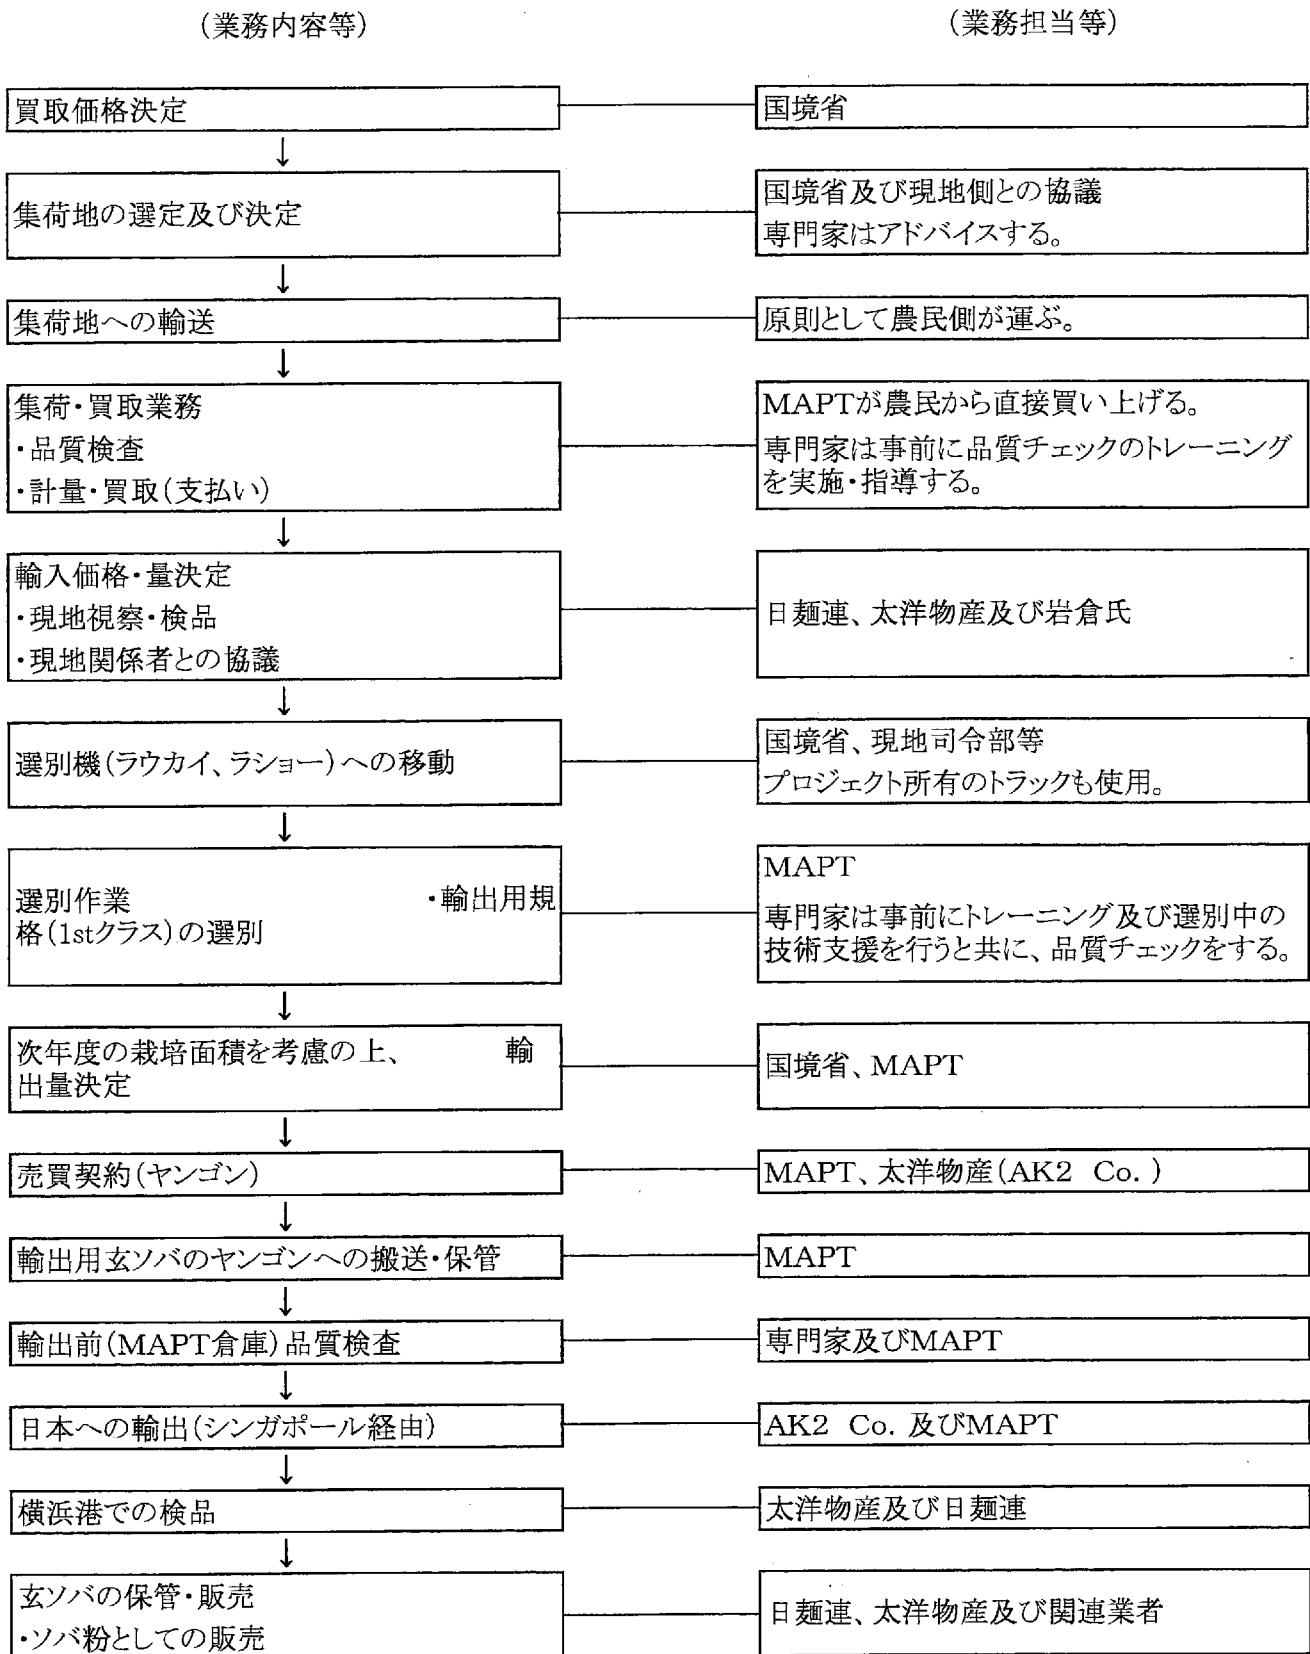 (業務内容等)
(業務担当等)
買取価格決定
国境省
↓
集荷地の選定及び決定
国境省及び現地側との協議
専門家はアドバイスする。
↓
集荷地への輸送
原則として農民側が運ぶ。
↓
集荷・買取業務
・品質検査
・計量・買取(支払い)
MAPTが農民から直接買い上げる。
専門家は事前に品質チェックのトレーニング
を実施・指導する。
↓
輸入価格・量決定
・現地視察・検品
・現地関係者との協議
日麺連、太洋物産及び岩倉氏
↓
選別機(ラウカイ、ラショー)への移動
国境省、現地司令部等
プロジェクト所有のトラックも使用。
↓
選別作業 ・輸出用規
格(1stクラス)の選別
MAPT
専門家は事前にトレーニング及び選別中の
技術支援を行うと共に、品質チェックをする。
↓
次年度の栽培面積を考慮の上、 輸
出量決定
国境省、MAPT
↓
売買契約(ヤンゴン)
MAPT、太洋物産(AK2 Co.)
↓
輸出用玄ソバのヤンゴンへの搬送・保管
MAPT
↓
輸出前(MAPT倉庫)品質検査
専門家及びMAPT
↓
日本への輸出(シンガポール経由)
AK2 Co. 及びMAPT
↓
横浜港での検品
太洋物産及び日麺連
↓
玄ソバの保管・販売
・ソバ粉としての販売
日麺連、太洋物産及び関連業者